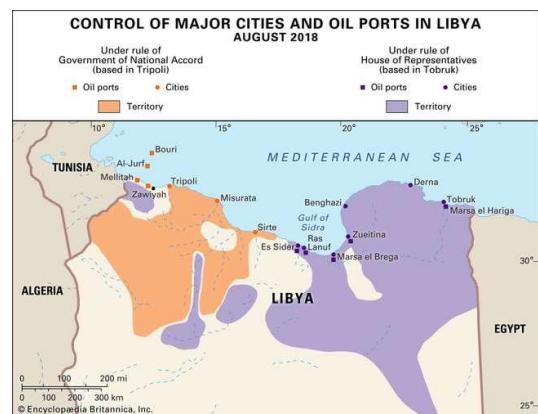 CONTROL OF MAJOR CITIES AND OIL PORTS IN LIBYA
AUGUST 2018
Under rule of
Government of National Accord
(based in Tripoli)
Oil ports
Cities
Territory
Under rule of
House of Representatives
(based in Tobruk)
Oil ports
Cities
Territory
10°
15°
20°
25°
Bouri
TUNISIA
Al-Jurf
MEDITERRANEAN SEA
Mellitah
Tripoli
Zawiyah
Derna
Misurata
Benghazi
Tobruk
Marsa el Hariga
Gulf of
Sidra
Sirte
Zueitina
Es Sider
Ras
Lanuf
Marsa el Brega
30°
ALGERIA
LIBYA
EGYPT
0 100 200 mi
0 100 200 300 km
25°
© Encyclopædia Britannica, Inc.